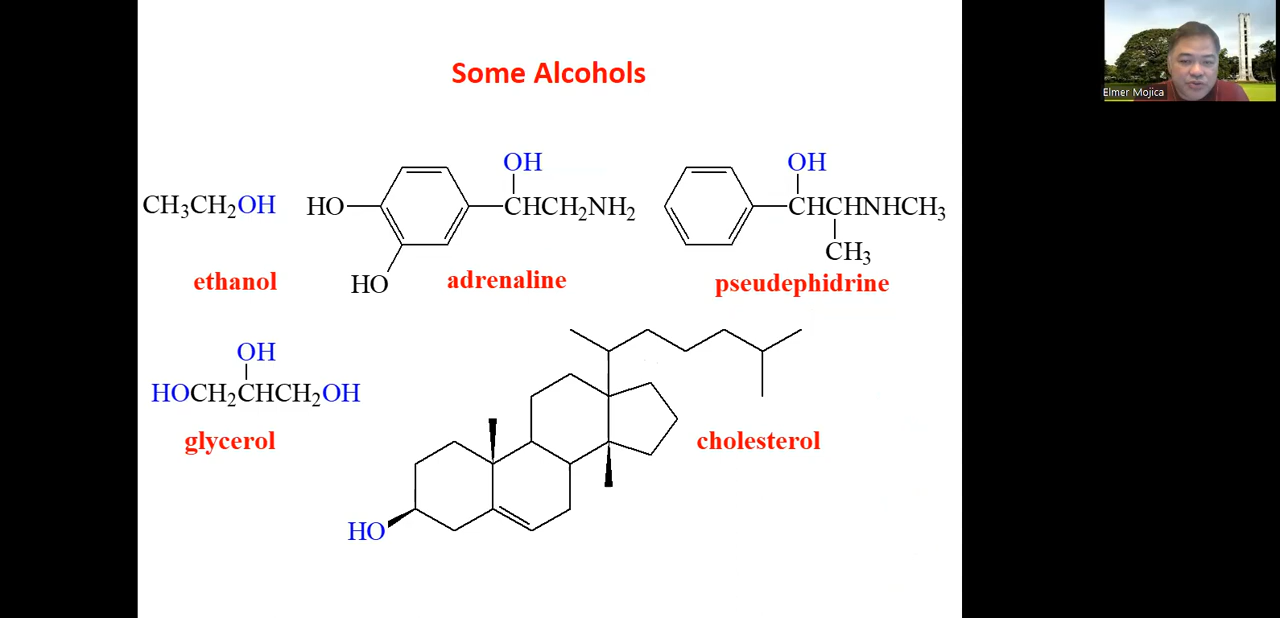 Some Alcohols
Elmer Mojica
CH3CH2OH
ethanol
OH
HO
CHCH2NH2
HO
adrenaline
OH
CHCHNHCH3
CH3
pseudephidrine
OH
HOCH2CHCH2OH
glycerol
HO
cholesterol